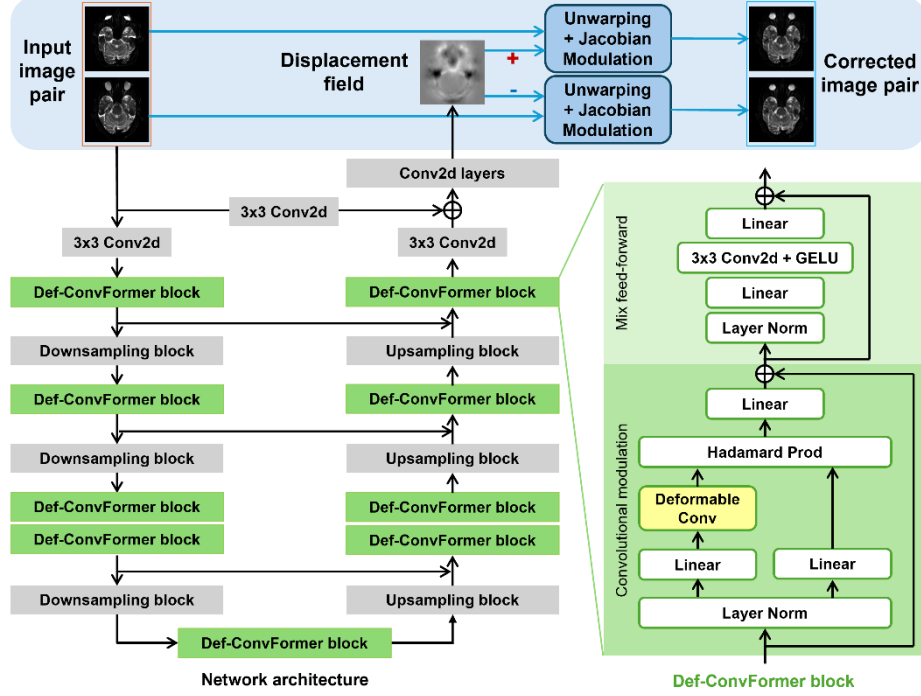 Input
image
pair
Displacement
field
+
-
Unwarping
+ Jacobian
Modulation
Unwarping
+ Jacobian
Modulation
Corrected
image pair
Conv2d layers
3x3 Conv2d
3x3 Conv2d
3x3 Conv2d
Def-ConvFormer block
Def-ConvFormer block
Downsampling block
Upsampling block
Def-ConvFormer block
Def-ConvFormer block
Downsampling block
Upsampling block
Def-ConvFormer block
Def-ConvFormer block
Def-ConvFormer block
Def-ConvFormer block
Downsampling block
Upsampling block
Def-ConvFormer block
Network architecture
Mix feed-forward
Linear
3x3 Conv2d + GELU
Linear
Layer Norm
Convolutional modulation
Linear
Hadamard Prod
Deformable
Conv
Linear
Linear
Layer Norm
Def-ConvFormer block